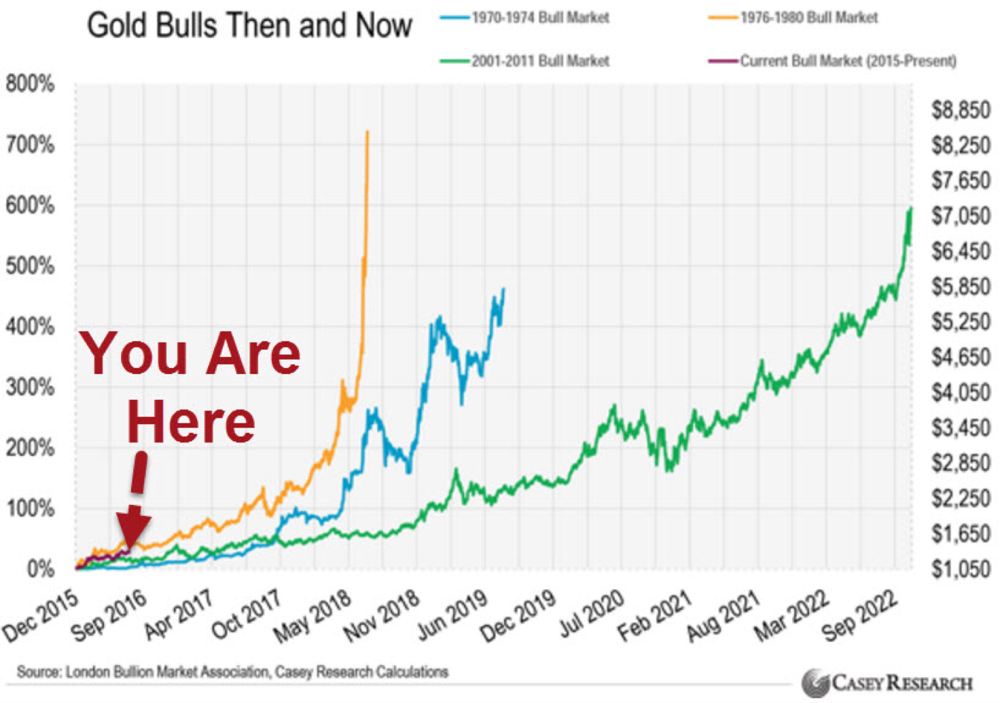 Gold Bulls Then and Now
1970-1974 Bull Market
1976-1980 Bull Market
2001-2011 Bull Market
Current Bull Market (2015-Present)
800%
700%
600%
500%
400%
300%
200%
100%
0%
You Are
Here
$8,850
$8,250
$7,650
$7,050
$6,450
$5,850
$5,250
$4,650
$4,050
$3,450
$2,850
$2,250
$1,650
$1,050
Dec 2015
Sep 2016
Apr 2017
Oct 2017
May 2018
Nov 2018
Jun 2019
Dec 2019
Jul 2020
Feb 2021
Aug 2021
Mar 2022
Sep 2022
Source: London Bullion Market Association, Casey Research Calculations
CASEY RESEARCH